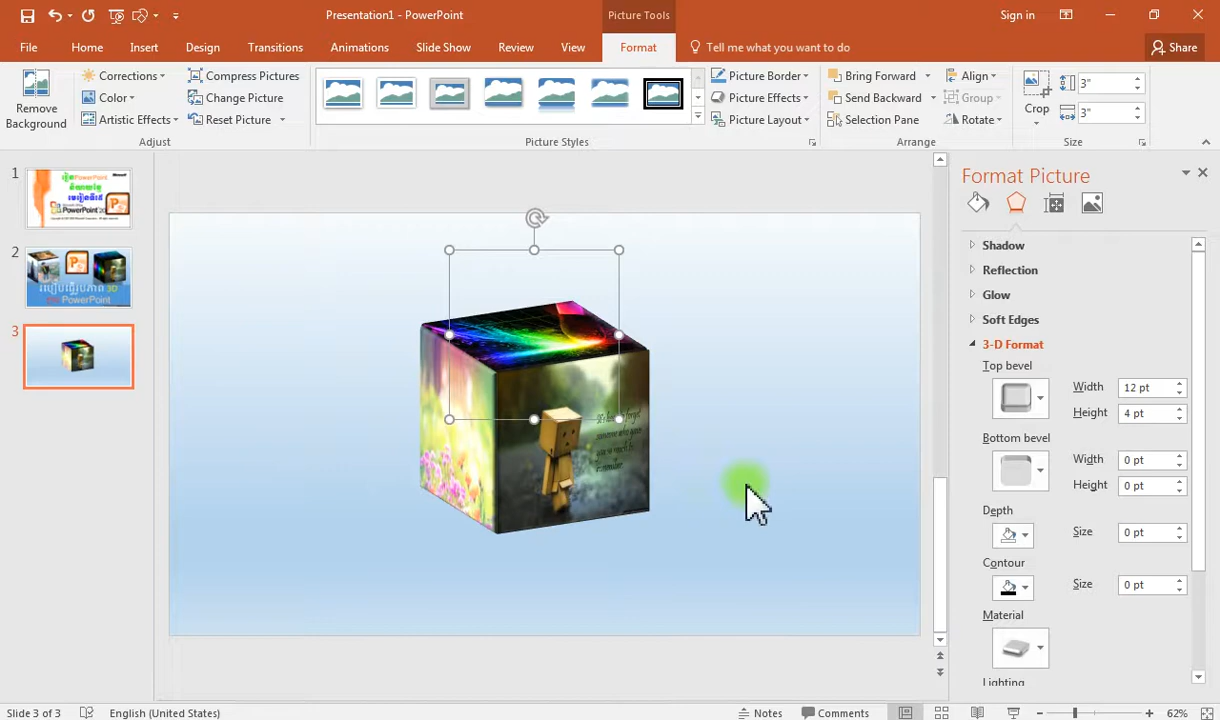 Presentation1 - PowerPoint
Picture Tools
Sign in
File
Home
Insert
Design
Transitions
Animations
Slide Show
Review
View
Format
Tell me what you want to do
Share
Remove
Background
Corrections
Color
Artistic Effects
Compress Pictures
Change Picture
Reset Picture
Adjust
Picture Styles
Picture Border
Picture Effects
Picture Layout
Bring Forward
Send Backward
Selection Pane
Align
Group
Rotate
Arrange
Crop
3"
3"
Size
1
2
PowerPoint
3
Format Picture
Shadow
Reflection
Glow
Soft Edges
3-D Format
Top bevel
Width
12 pt
Height
4 pt
Bottom bevel
Width
0 pt
Height
0 pt
Depth
Size
0 pt
Contour
Size
0 pt
Material
Lighting
Slide 3 of 3
English (United States)
Notes
Comments
62%